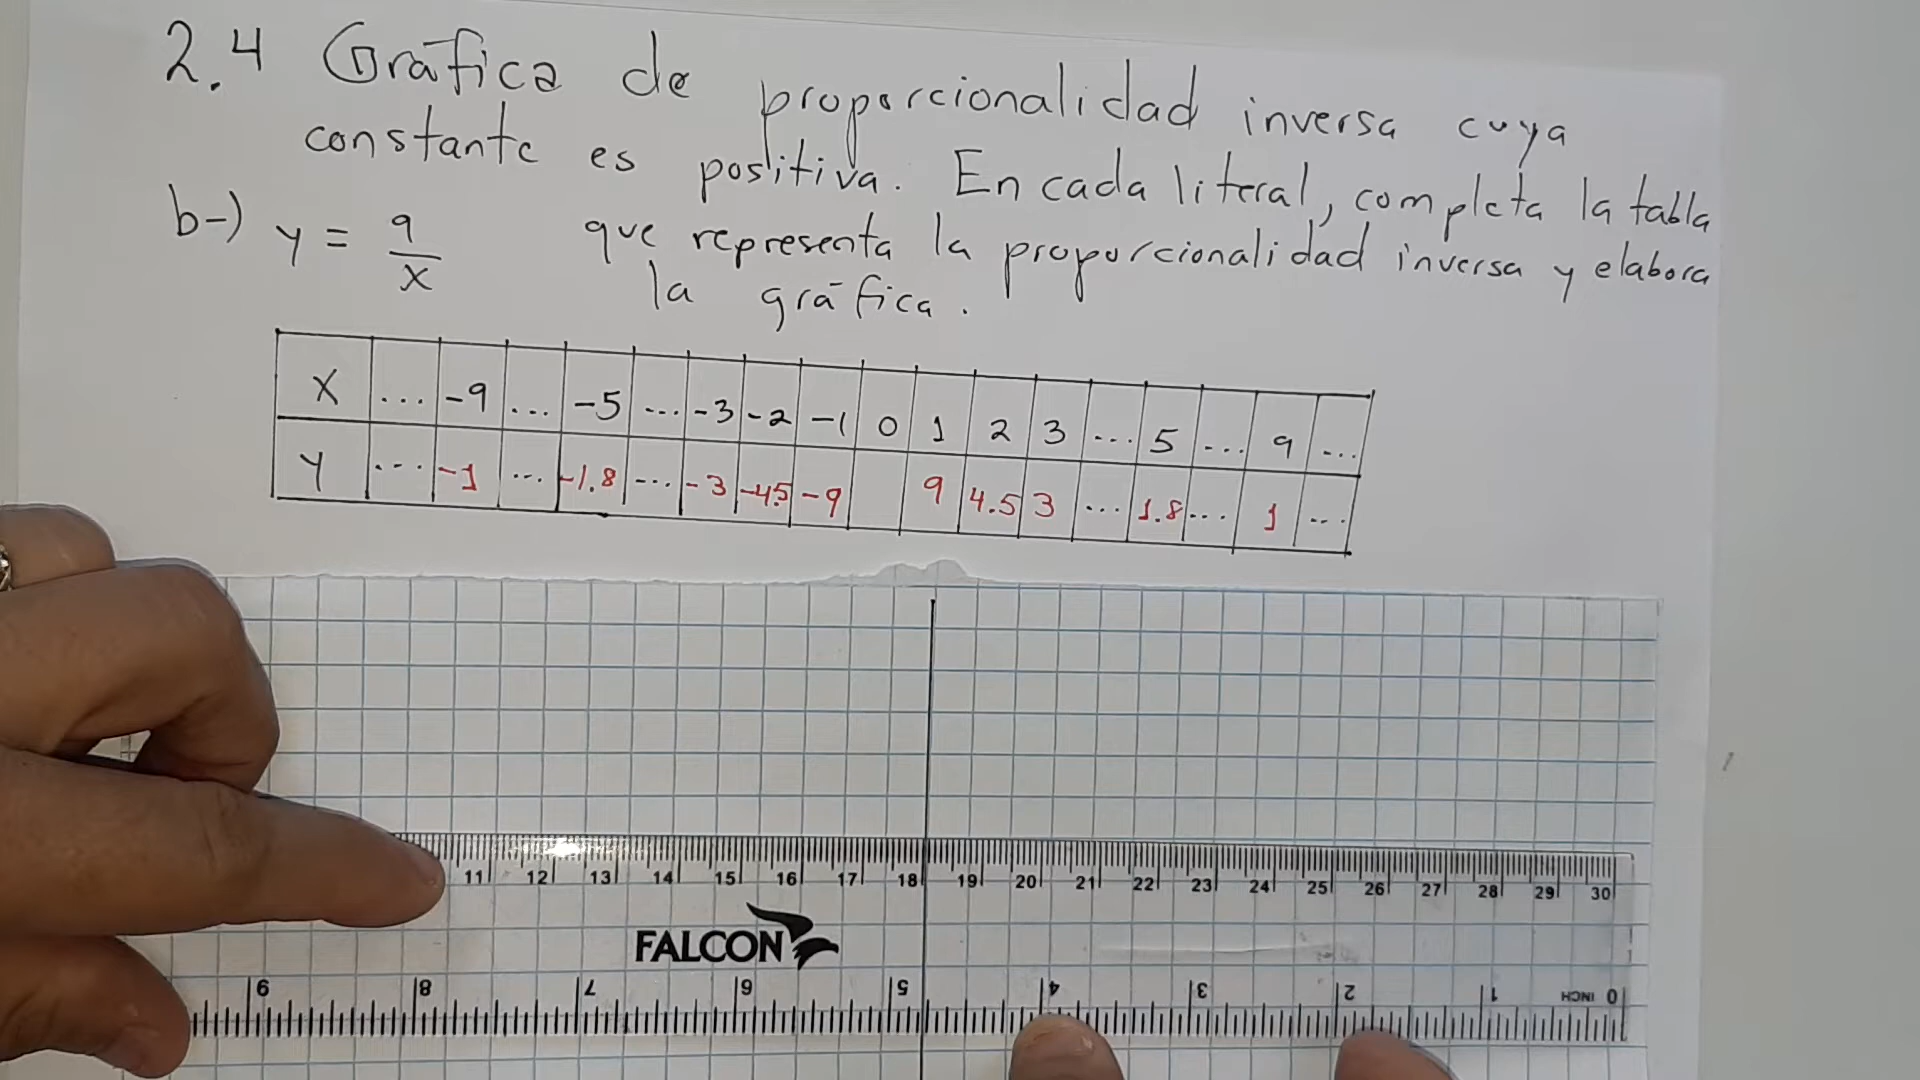 2.4 Gráfica de proporcionalidad inversa cuya
constante es positiva. En cada literal, completa la tabla
b-) y = 9/x que representa la proporcionalidad inversa y elabora
la gráfica.
X ... -9 ... -5 ... -3 -2 -1 0 1 2 3 ... 5 ... 9 ...
Y ... -1 ... -1.8 ... -3 -4.5 -9 9 4.5 3 ... 1.8 ... 1 ...
11 12 13 14 15 16 17 18 19 20 21 22 23 24 25 26 27 28 29 30
FALCON
9 8 7 6 5 4 3 2 1 INCH 0